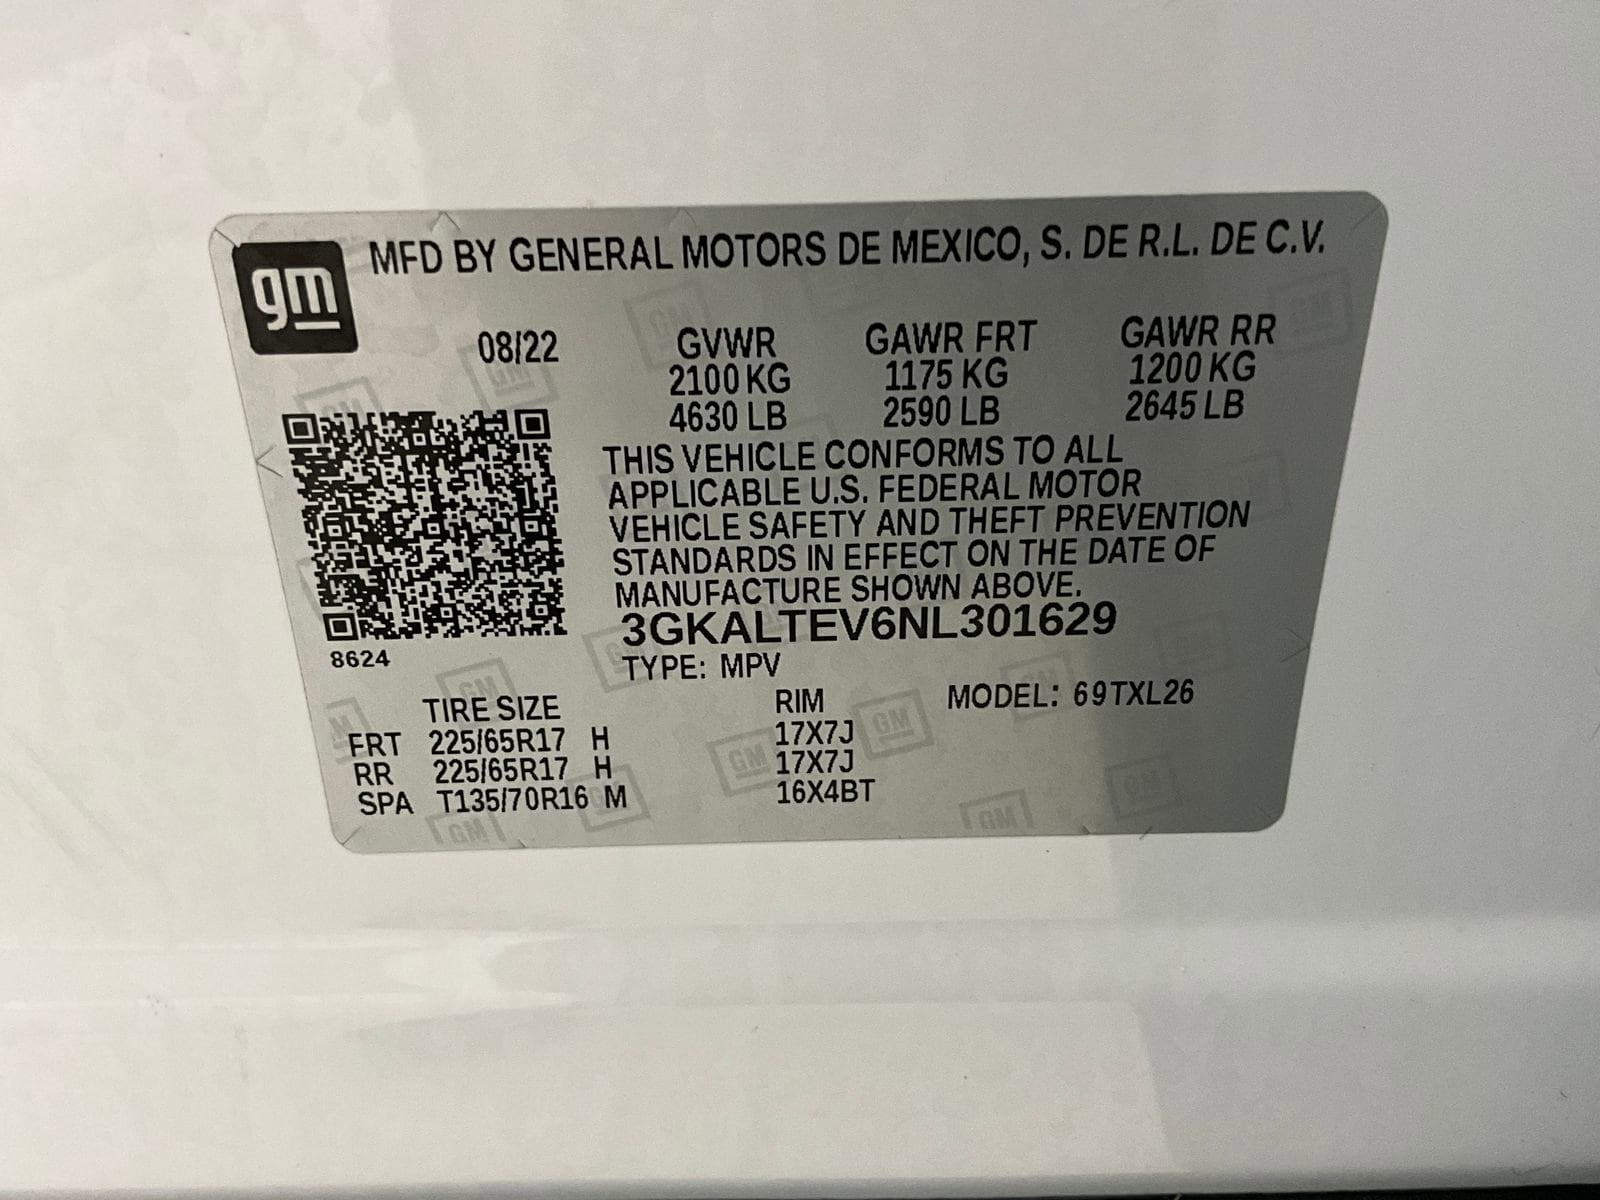 gm
MFD BY GENERAL MOTORS DE MEXICO, S. DE R.L. DE C.V.
08/22 GVWR GAWR FRT GAWR RR
2100 KG 1175 KG 1200 KG
4630 LB 2590 LB 2645 LB
THIS VEHICLE CONFORMS TO ALL
APPLICABLE U.S. FEDERAL MOTOR
VEHICLE SAFETY AND THEFT PREVENTION
STANDARDS IN EFFECT ON THE DATE OF
MANUFACTURE SHOWN ABOVE.
3GKALTEV6NL301629
8624
TYPE: MPV
TIRE SIZE RIM MODEL: 69TXL26
FRT 225/65R17 H 17X7J
RR 225/65R17 H 17X7J
SPA T135/70R16 M 16X4BT